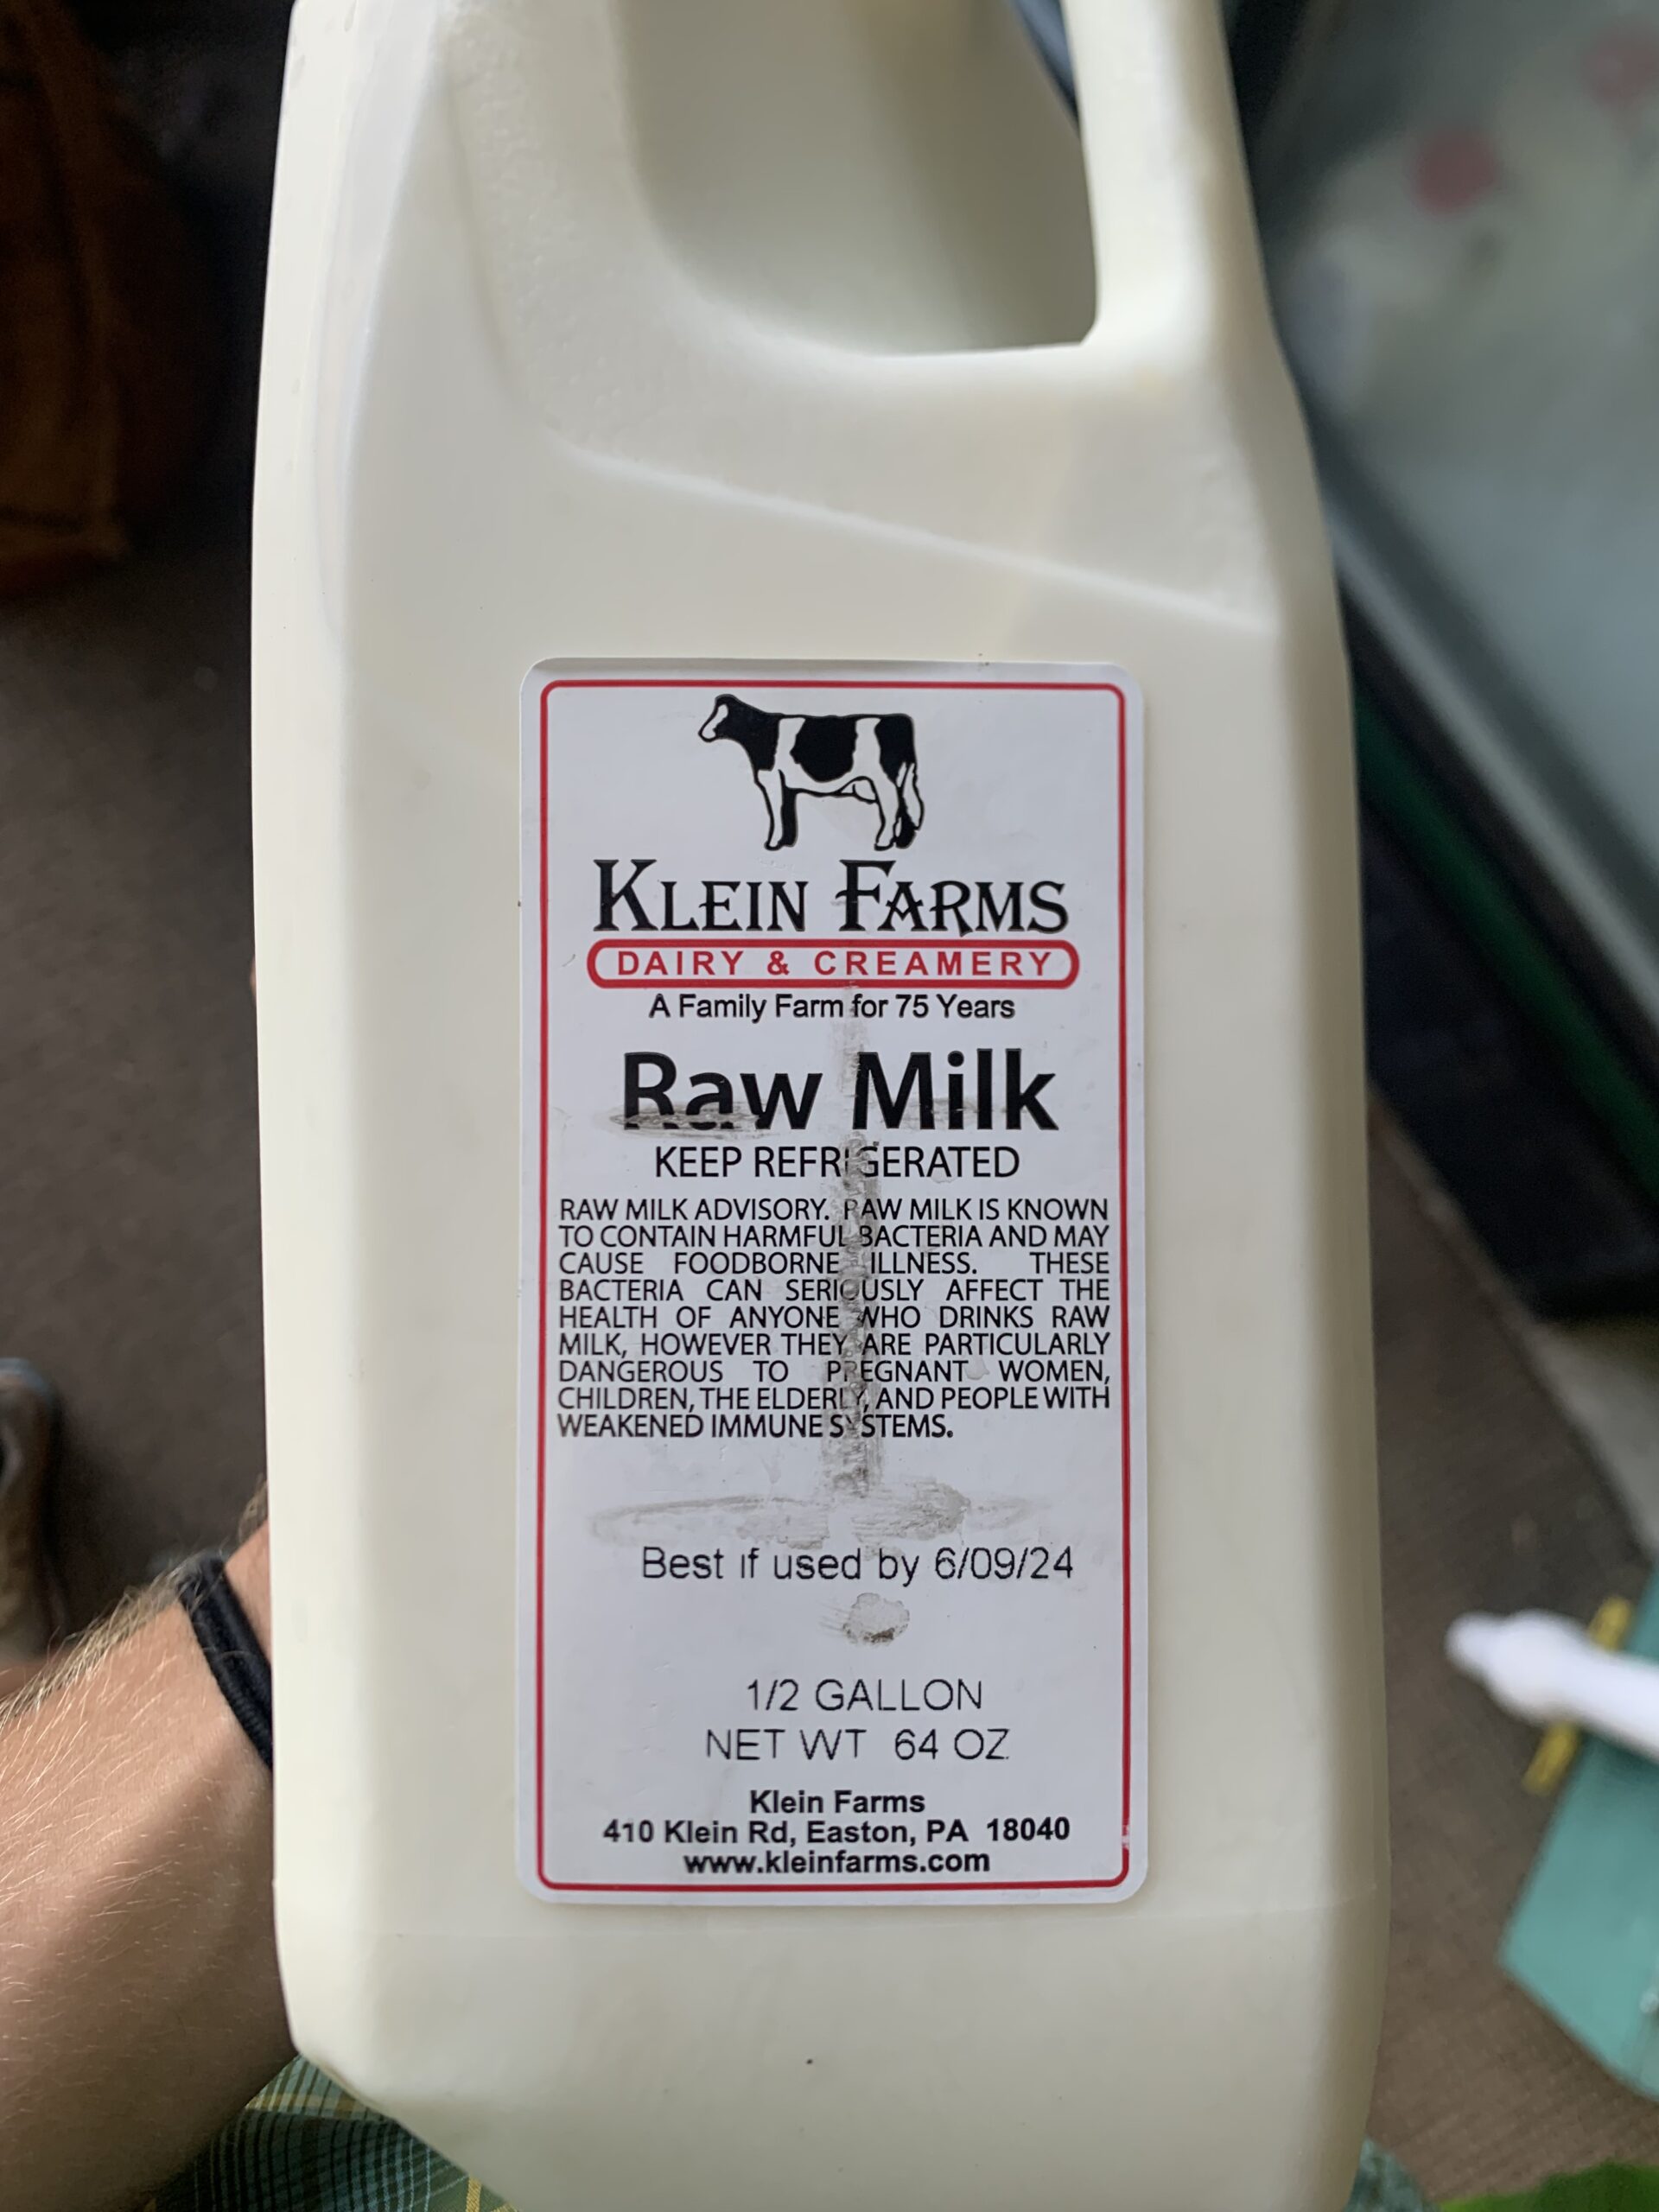 KLEIN FARMS
DAIRY & CREAMERY
A Family Farm for 75 Years
Raw Milk
KEEP REFRIGERATED
RAW MILK ADVISORY. RAW MILK IS KNOWN
TO CONTAIN HARMFUL BACTERIA AND MAY
CAUSE FOODBORNE ILLNESS. THESE
BACTERIA CAN SERIOUSLY AFFECT THE
HEALTH OF ANYONE WHO DRINKS RAW
MILK, HOWEVER THEY ARE PARTICULARLY
DANGEROUS TO PREGNANT WOMEN,
CHILDREN, THE ELDERLY, AND PEOPLE WITH
WEAKENED IMMUNE SYSTEMS.
Best if used by 6/09/24
1/2 GALLON
NET WT 64 OZ
Klein Farms
410 Klein Rd, Easton, PA 18040
www.kleinfarms.com